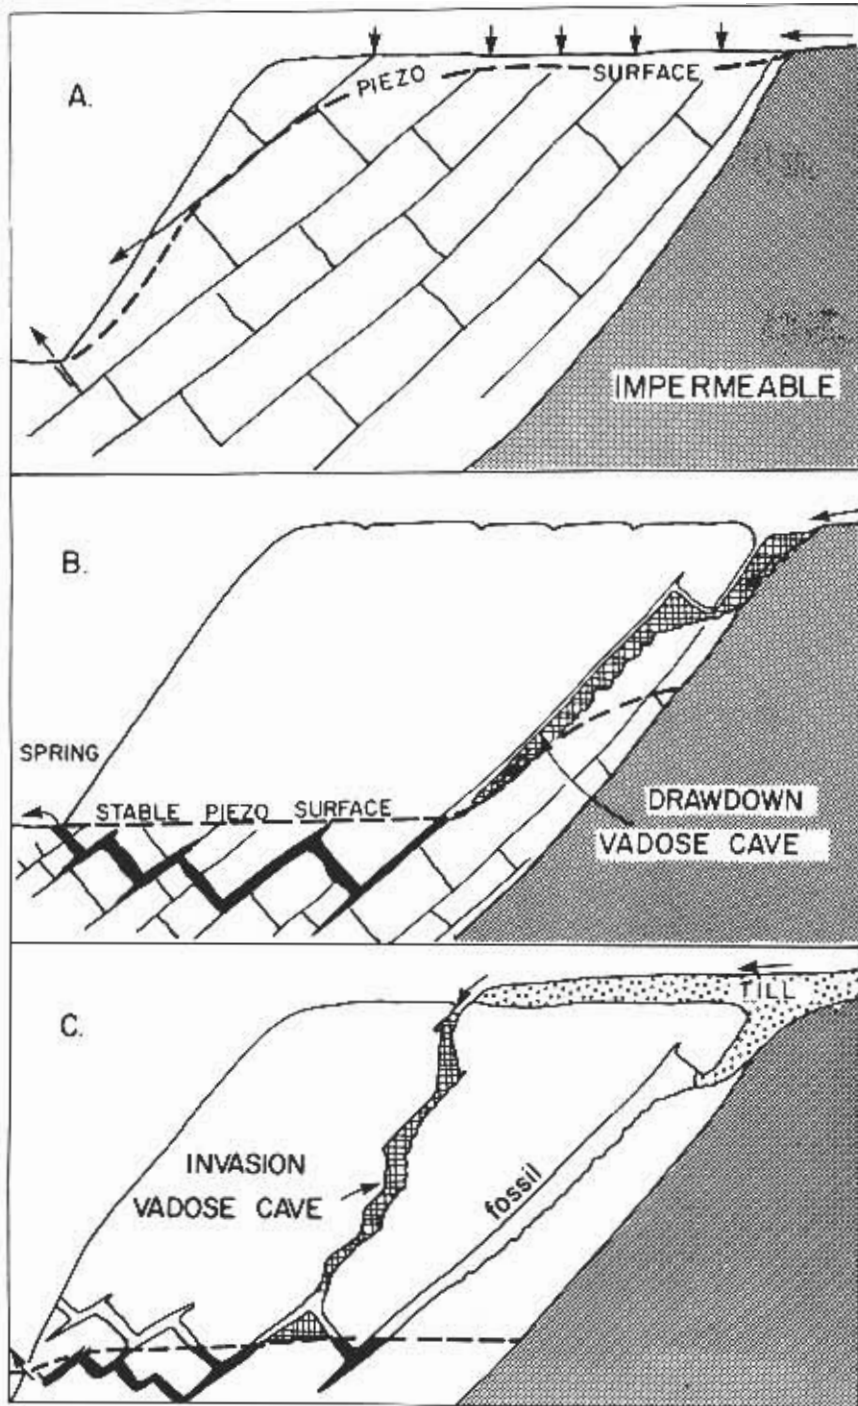 A.
PIEZO SURFACE
IMPERMEABLE
B.
SPRING
STABLE PIEZO SURFACE
DRAWDOWN
VADOSE CAVE
C.
TILL
INVASION
VADOSE CAVE
fossil